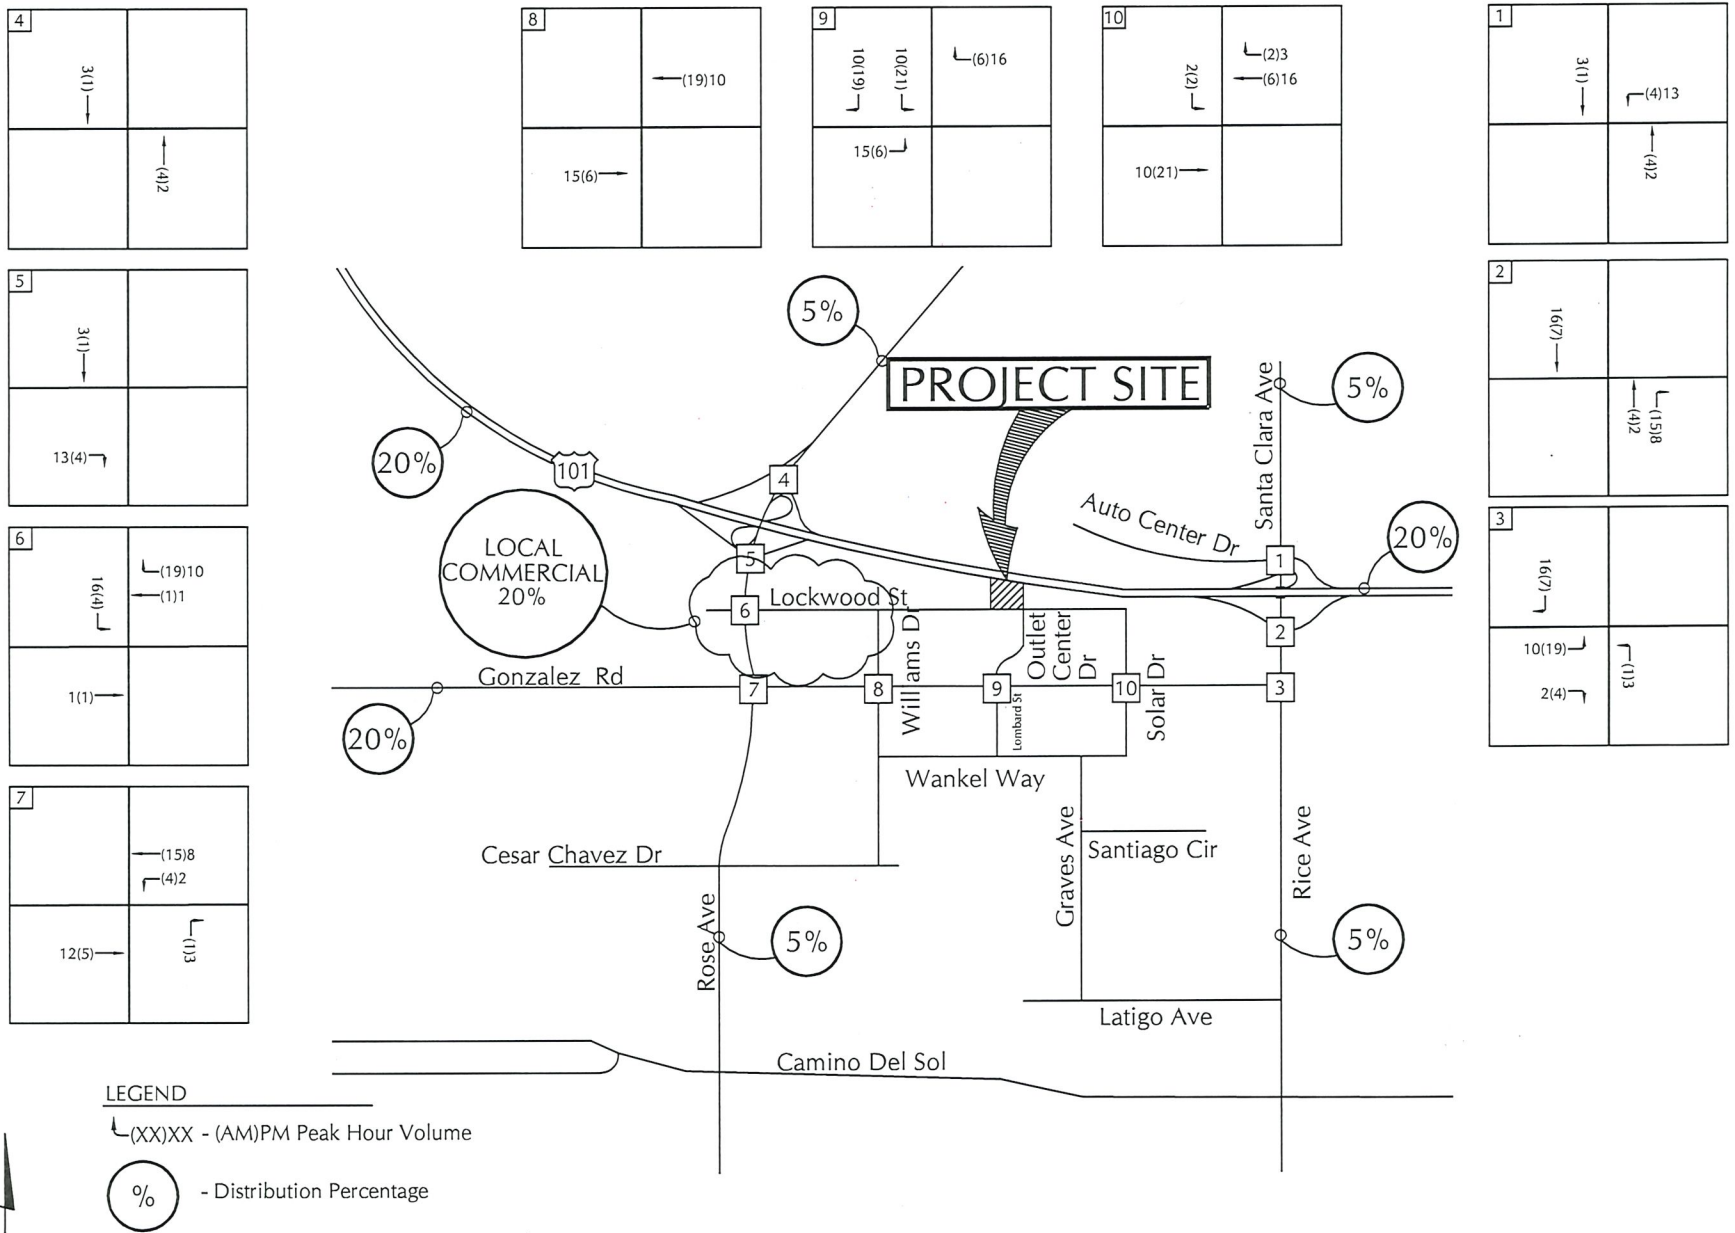 4
3(1)
(4)2
8
(19)10
15(6)
9
10(19)
10(21)
(6)16
15(6)
10
2(2)
(2)3
(6)16
10(21)
1
3(1)
(4)13
(4)2
5
3(1)
13(4)
2
16(7)
(4)2
(15)8
6
16(4)
(19)10
(1)1
1(1)
3
16(7)
10(19)
2(4)
(1)3
7
(15)8
(4)2
12(5)
(1)3
5%
PROJECT SITE
Santa Clara Ave
5%
20%
101
4
Auto Center Dr
20%
LOCAL
COMMERCIAL
20%
5
1
6
Lockwood St
Williams Dr
Outlet
Center
Dr
2
Gonzalez Rd
7
8
9
10
3
Lombard St
Solar Dr
20%
Wankel Way
Cesar Chavez Dr
Graves Ave
Santiago Cir
Rice Ave
Rose Ave
5%
5%
Latigo Ave
Camino Del Sol
LEGEND
(XX)XX - (AM)PM Peak Hour Volume
% - Distribution Percentage